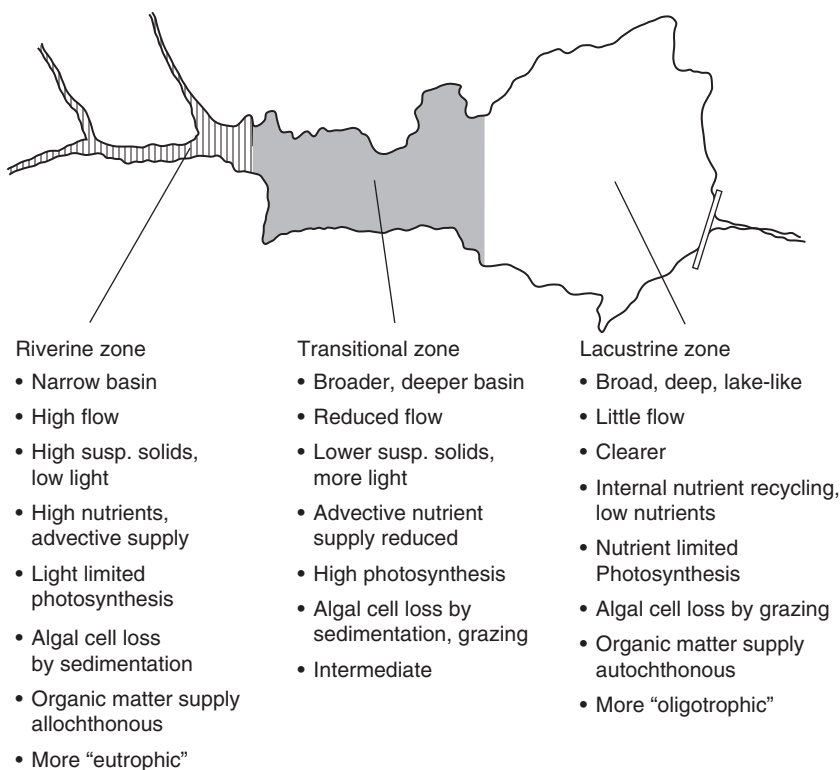 Riverine zone
• Narrow basin
• High flow
• High susp. solids,
low light
• High nutrients,
advective supply
• Light limited
photosynthesis
• Algal cell loss
by sedimentation
• Organic matter supply
allochthonous
• More “eutrophic”
Transitional zone
• Broader, deeper basin
• Reduced flow
• Lower susp. solids,
more light
• Advective nutrient
supply reduced
• High photosynthesis
• Algal cell loss by
sedimentation, grazing
• Intermediate
Lacustrine zone
• Broad, deep, lake-like
• Little flow
• Clearer
• Internal nutrient recycling,
low nutrients
• Nutrient limited
Photosynthesis
• Algal cell loss by grazing
• Organic matter supply
autochthonous
• More “oligotrophic”